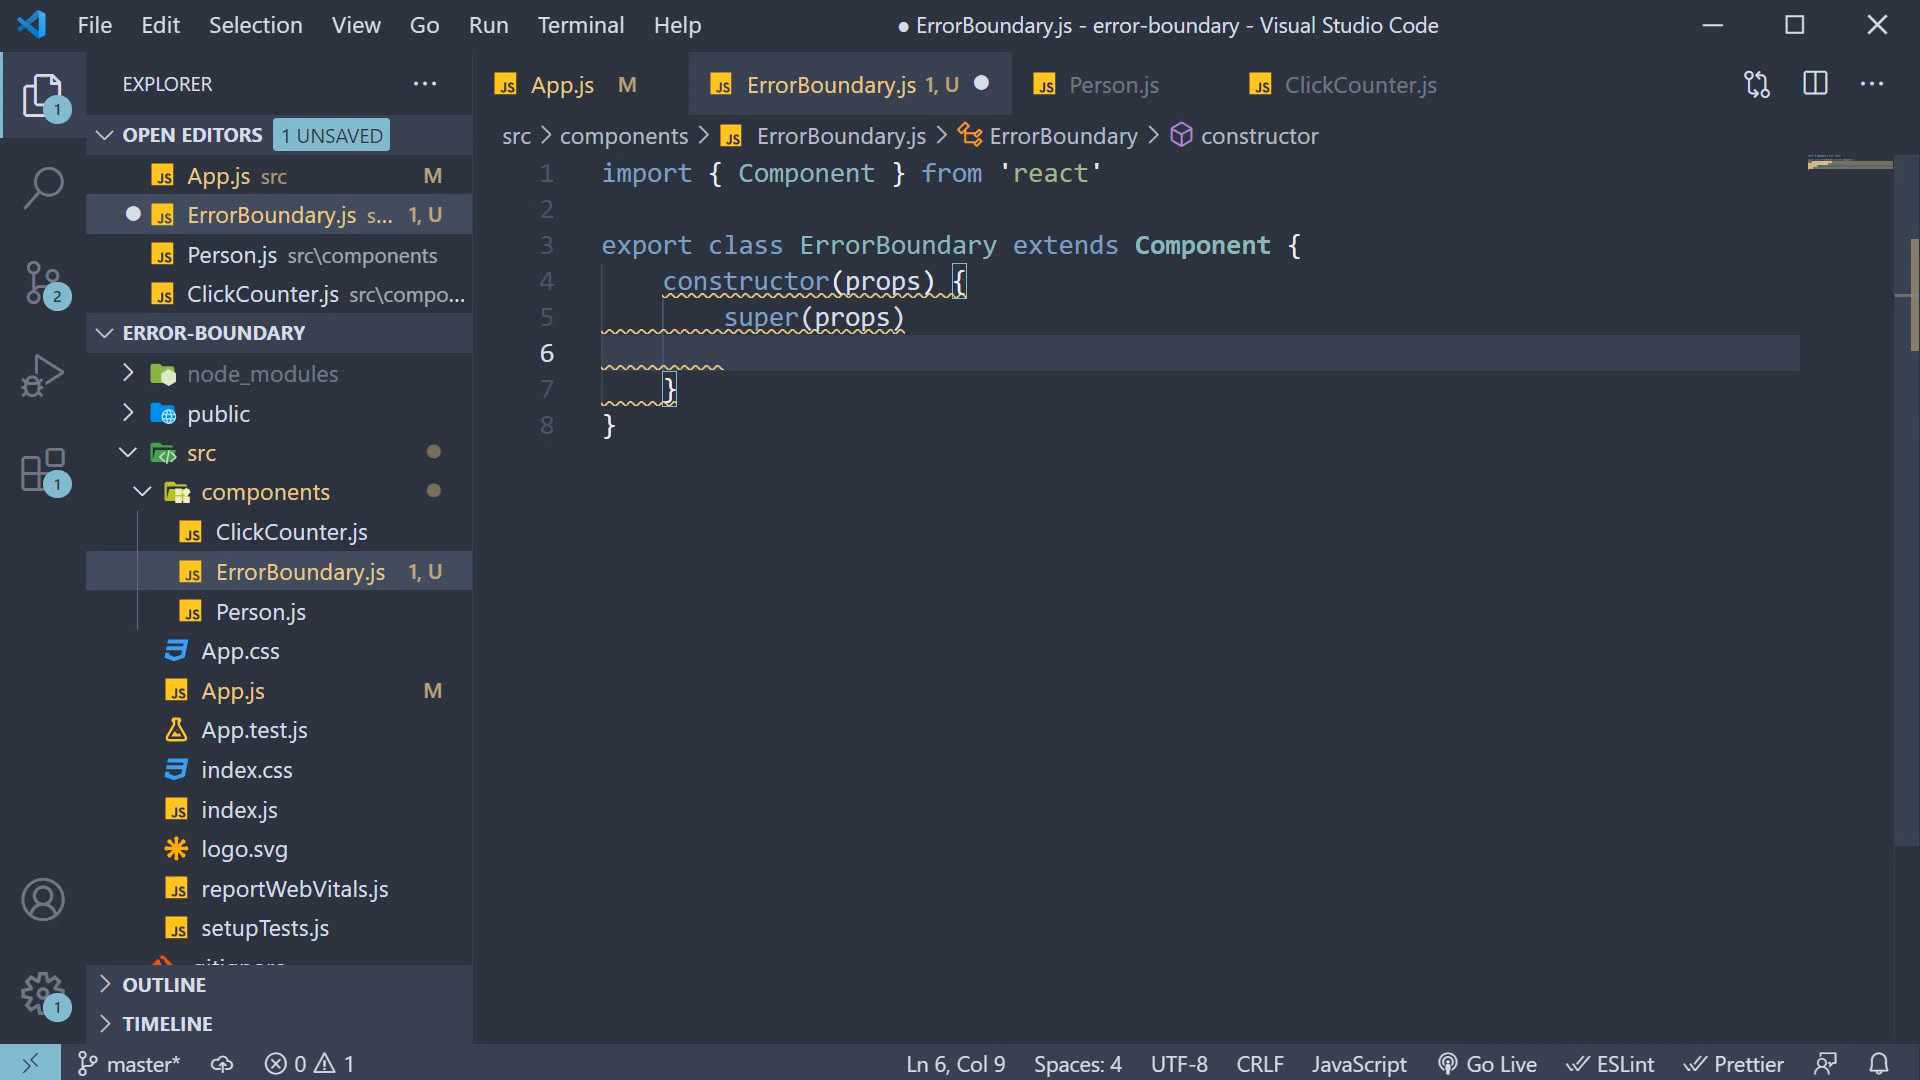 File Edit Selection View Go Run Terminal Help
● ErrorBoundary.js - error-boundary - Visual Studio Code
EXPLORER
1
OPEN EDITORS 1 UNSAVED
App.js src M
ErrorBoundary.js s... 1, U
Person.js src\components
ClickCounter.js src\compo...
ERROR-BOUNDARY
node_modules
public
src
components
ClickCounter.js
ErrorBoundary.js 1, U
Person.js
App.css
App.js M
App.test.js
index.css
index.js
logo.svg
reportWebVitals.js
setupTests.js
.gitignore
OUTLINE
TIMELINE
2
1
1
App.js M
ErrorBoundary.js 1, U
Person.js
ClickCounter.js
src > components > ErrorBoundary.js > ErrorBoundary > constructor
1 import { Component } from 'react'
2
3 export class ErrorBoundary extends Component {
4 constructor(props) {
5 super(props)
6
7 }
8 }
master* 0 1
Ln 6, Col 9 Spaces: 4 UTF-8 CRLF JavaScript Go Live ESLint Prettier